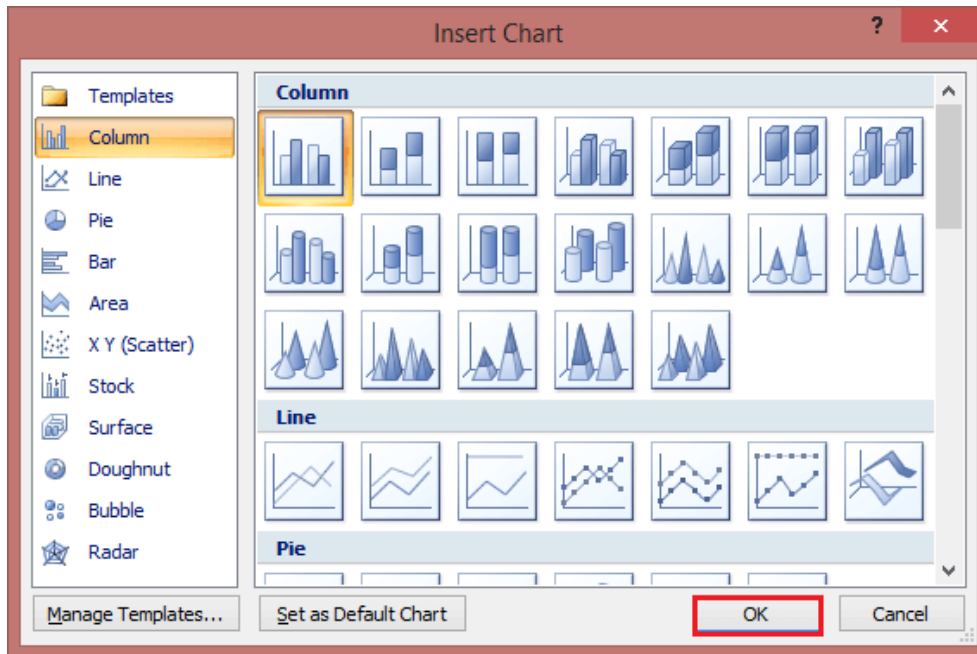 Insert Chart
?
Templates
Column
Line
Pie
Bar
Area
X Y (Scatter)
Stock
Surface
Doughnut
Bubble
Radar
Column
Line
Pie
Manage Templates...
Set as Default Chart
OK
Cancel